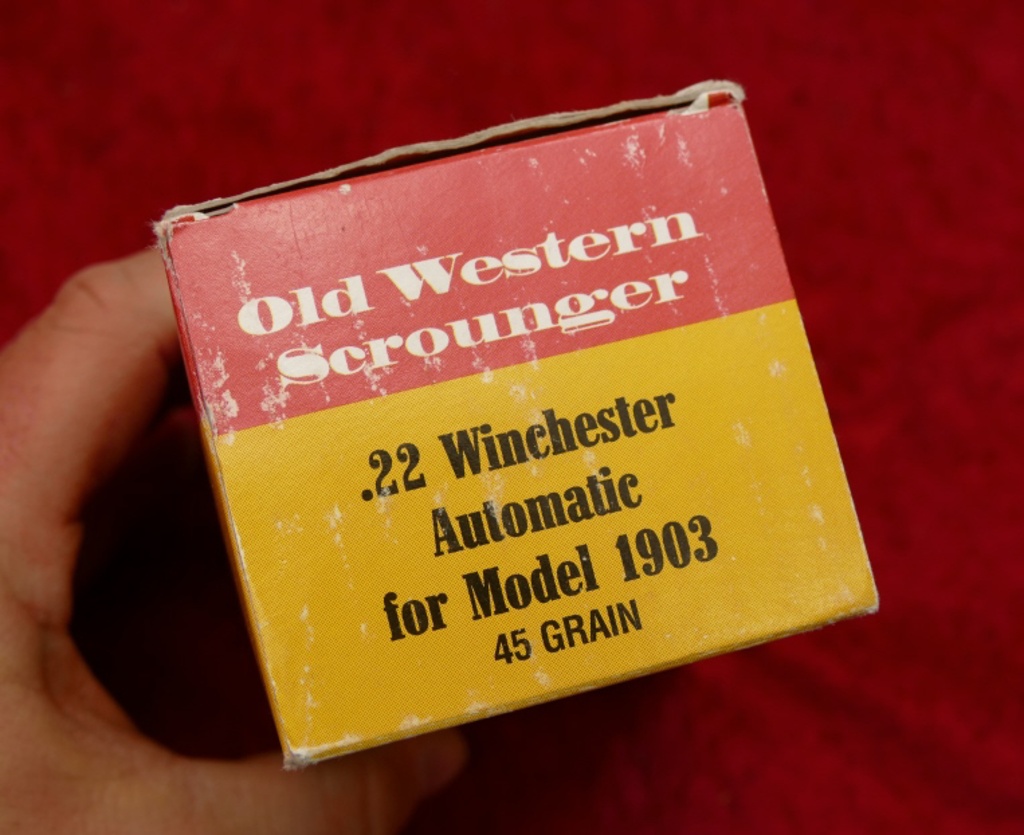 Old Western
Scrounger
.22 Winchester
Automatic
for Model 1903
45 GRAIN